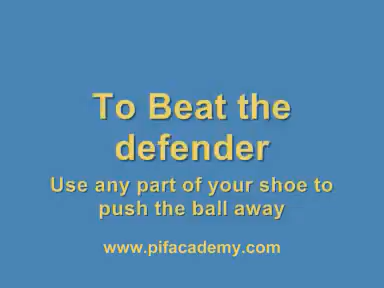 To Beat the
defender
Use any part of your shoe to
push the ball away
www.pifacademy.com